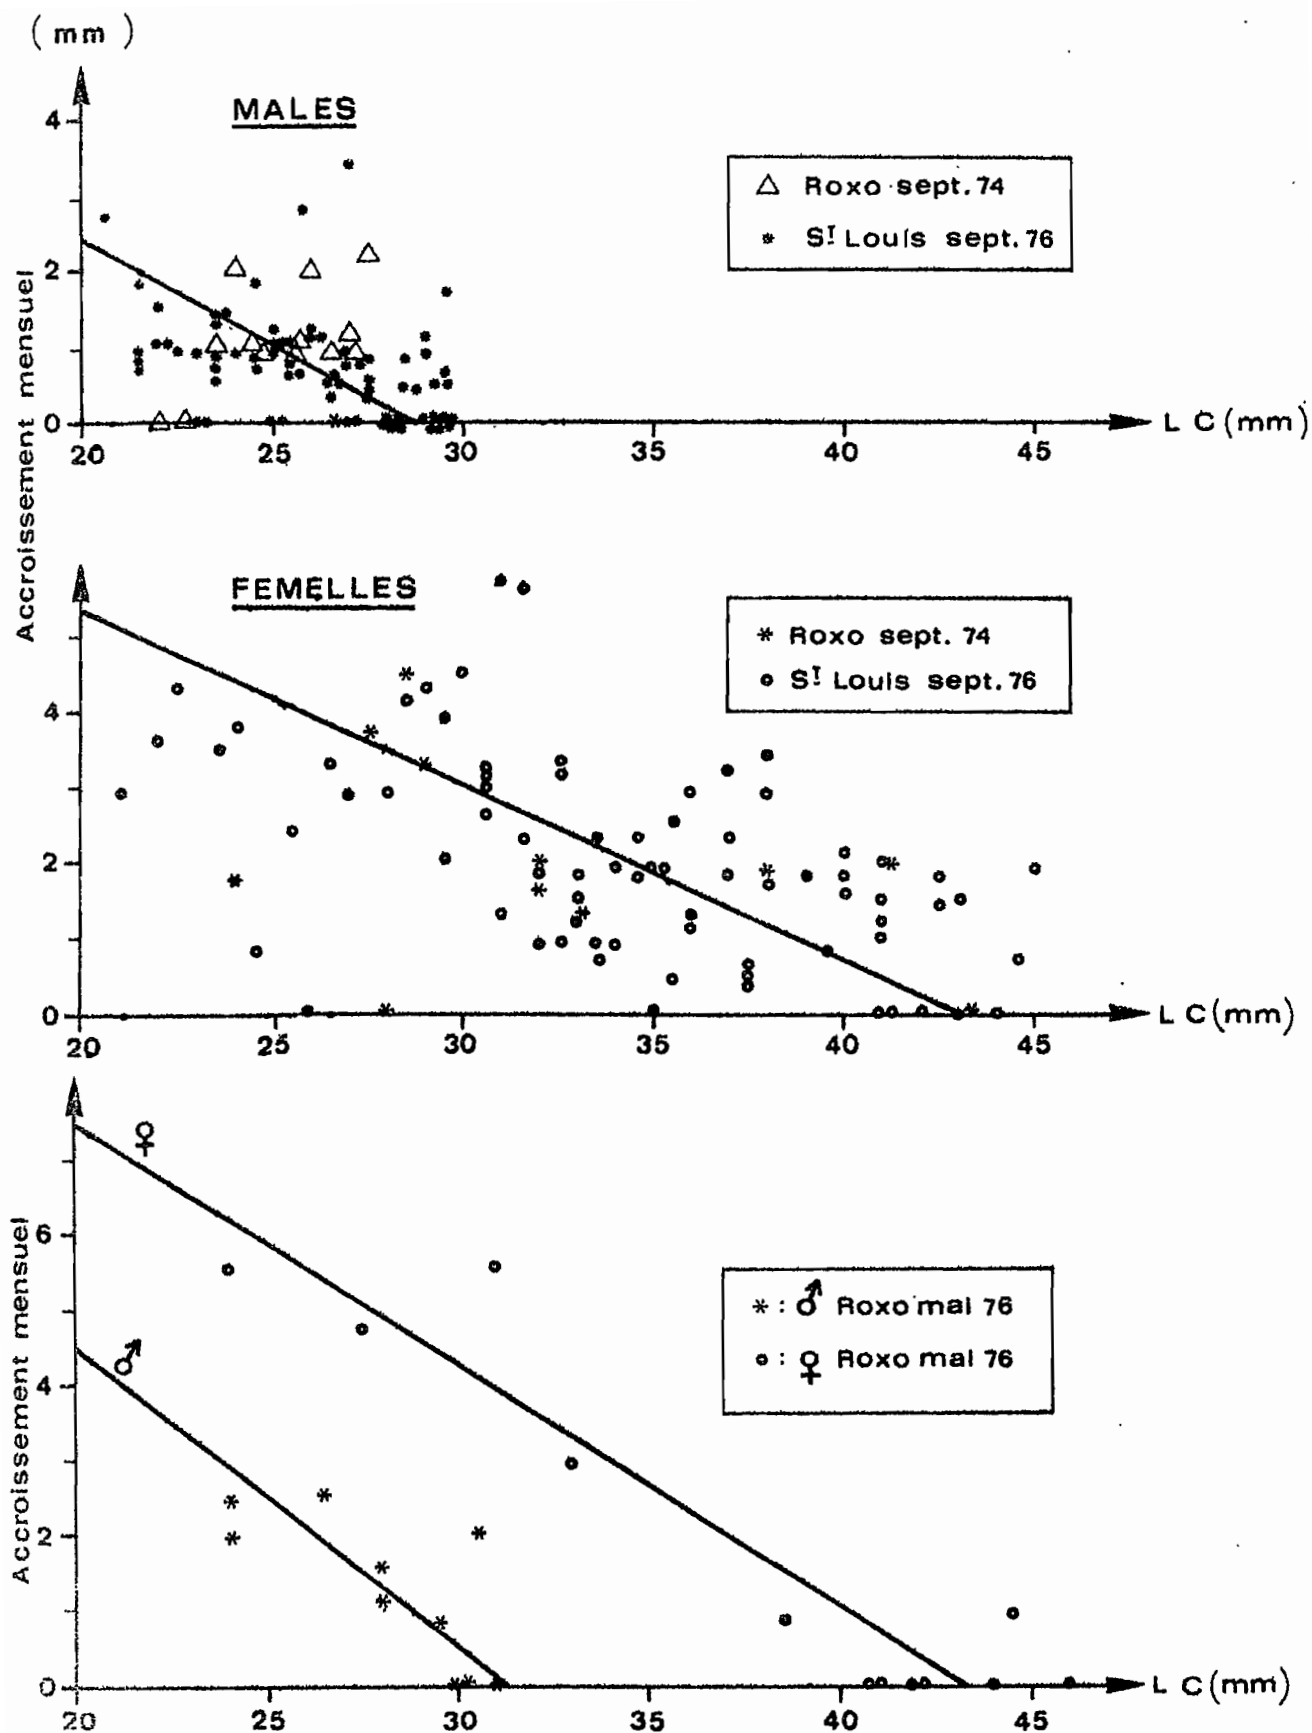 (mm)
MALES
Accroissement mensuel
4
2
0
△ Roxo sept. 74
* Sᵀ Louis sept. 76
20 25 30 35 40 45
L C (mm)
FEMELLES
4
2
0
* Roxo sept. 74
o Sᵀ Louis sept. 76
20 25 30 35 40 45
L C (mm)
Accroissement mensuel
6
4
2
0
♀
♂
* : ♂ Roxo mai 76
o : ♀ Roxo mai 76
20 25 30 35 40 45
L C (mm)